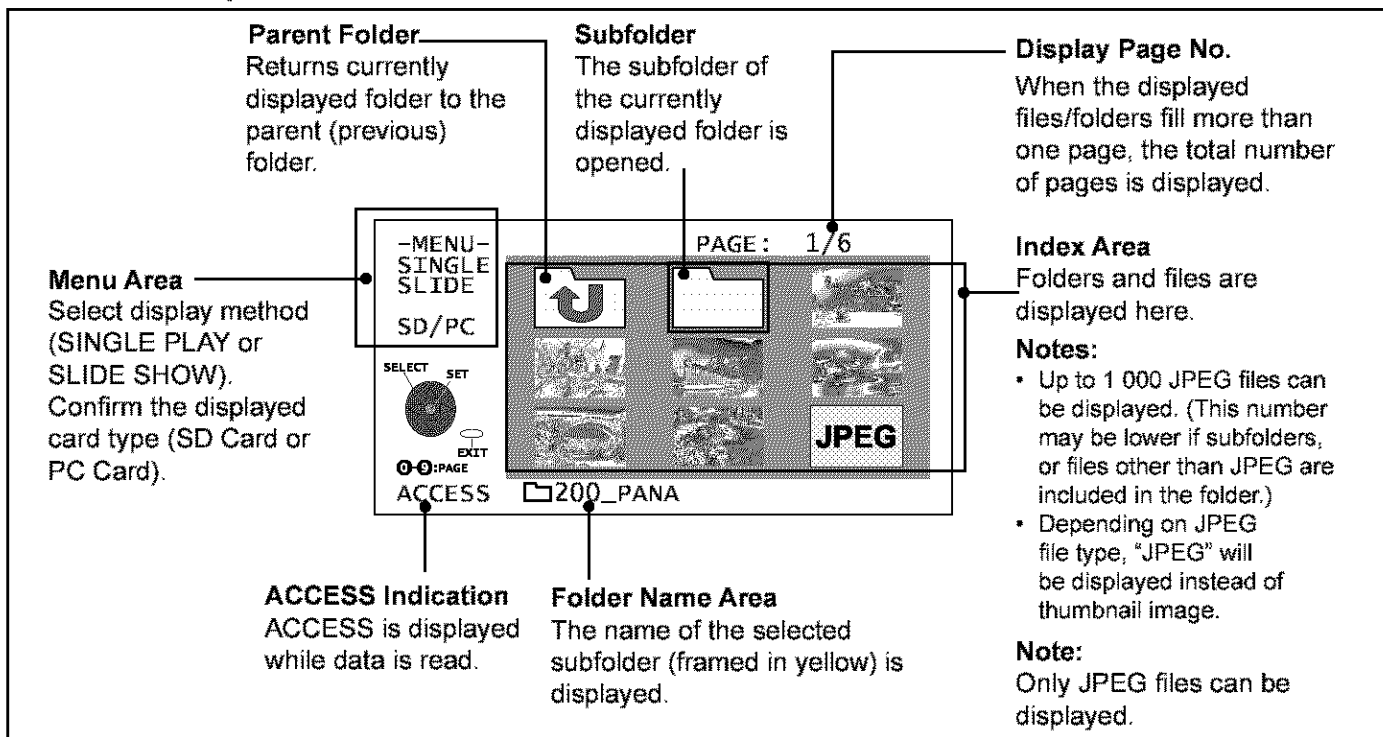 Parent Folder
Returns currently
displayed folder to the
parent (previous)
folder.
Subfolder
The subfolder of
the currently
displayed folder is
opened.
Display Page No.
When the displayed
files/folders fill more than
one page, the total number
of pages is displayed.
Menu Area
Select display method
(SINGLE PLAY or
SLIDE SHOW).
Confirm the displayed
card type (SD Card or
PC Card).
-MENU-
SINGLE
SLIDE
SD/PC
SELECT
SET
EXIT
0-9:PAGE
ACCESS
PAGE: 1/6
JPEG
200_PANA
Index Area
Folders and files are
displayed here.
Notes:
• Up to 1 000 JPEG files can
be displayed. (This number
may be lower if subfolders,
or files other than JPEG are
included in the folder.)
• Depending on JPEG
file type, “JPEG” will
be displayed instead of
thumbnail image.
Note:
Only JPEG files can be
displayed.
ACCESS Indication
ACCESS is displayed
while data is read.
Folder Name Area
The name of the selected
subfolder (framed in yellow) is
displayed.